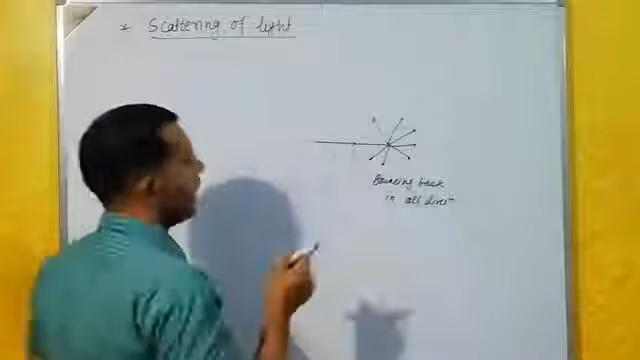 * Scattering of light
Bouncing back
in all direct